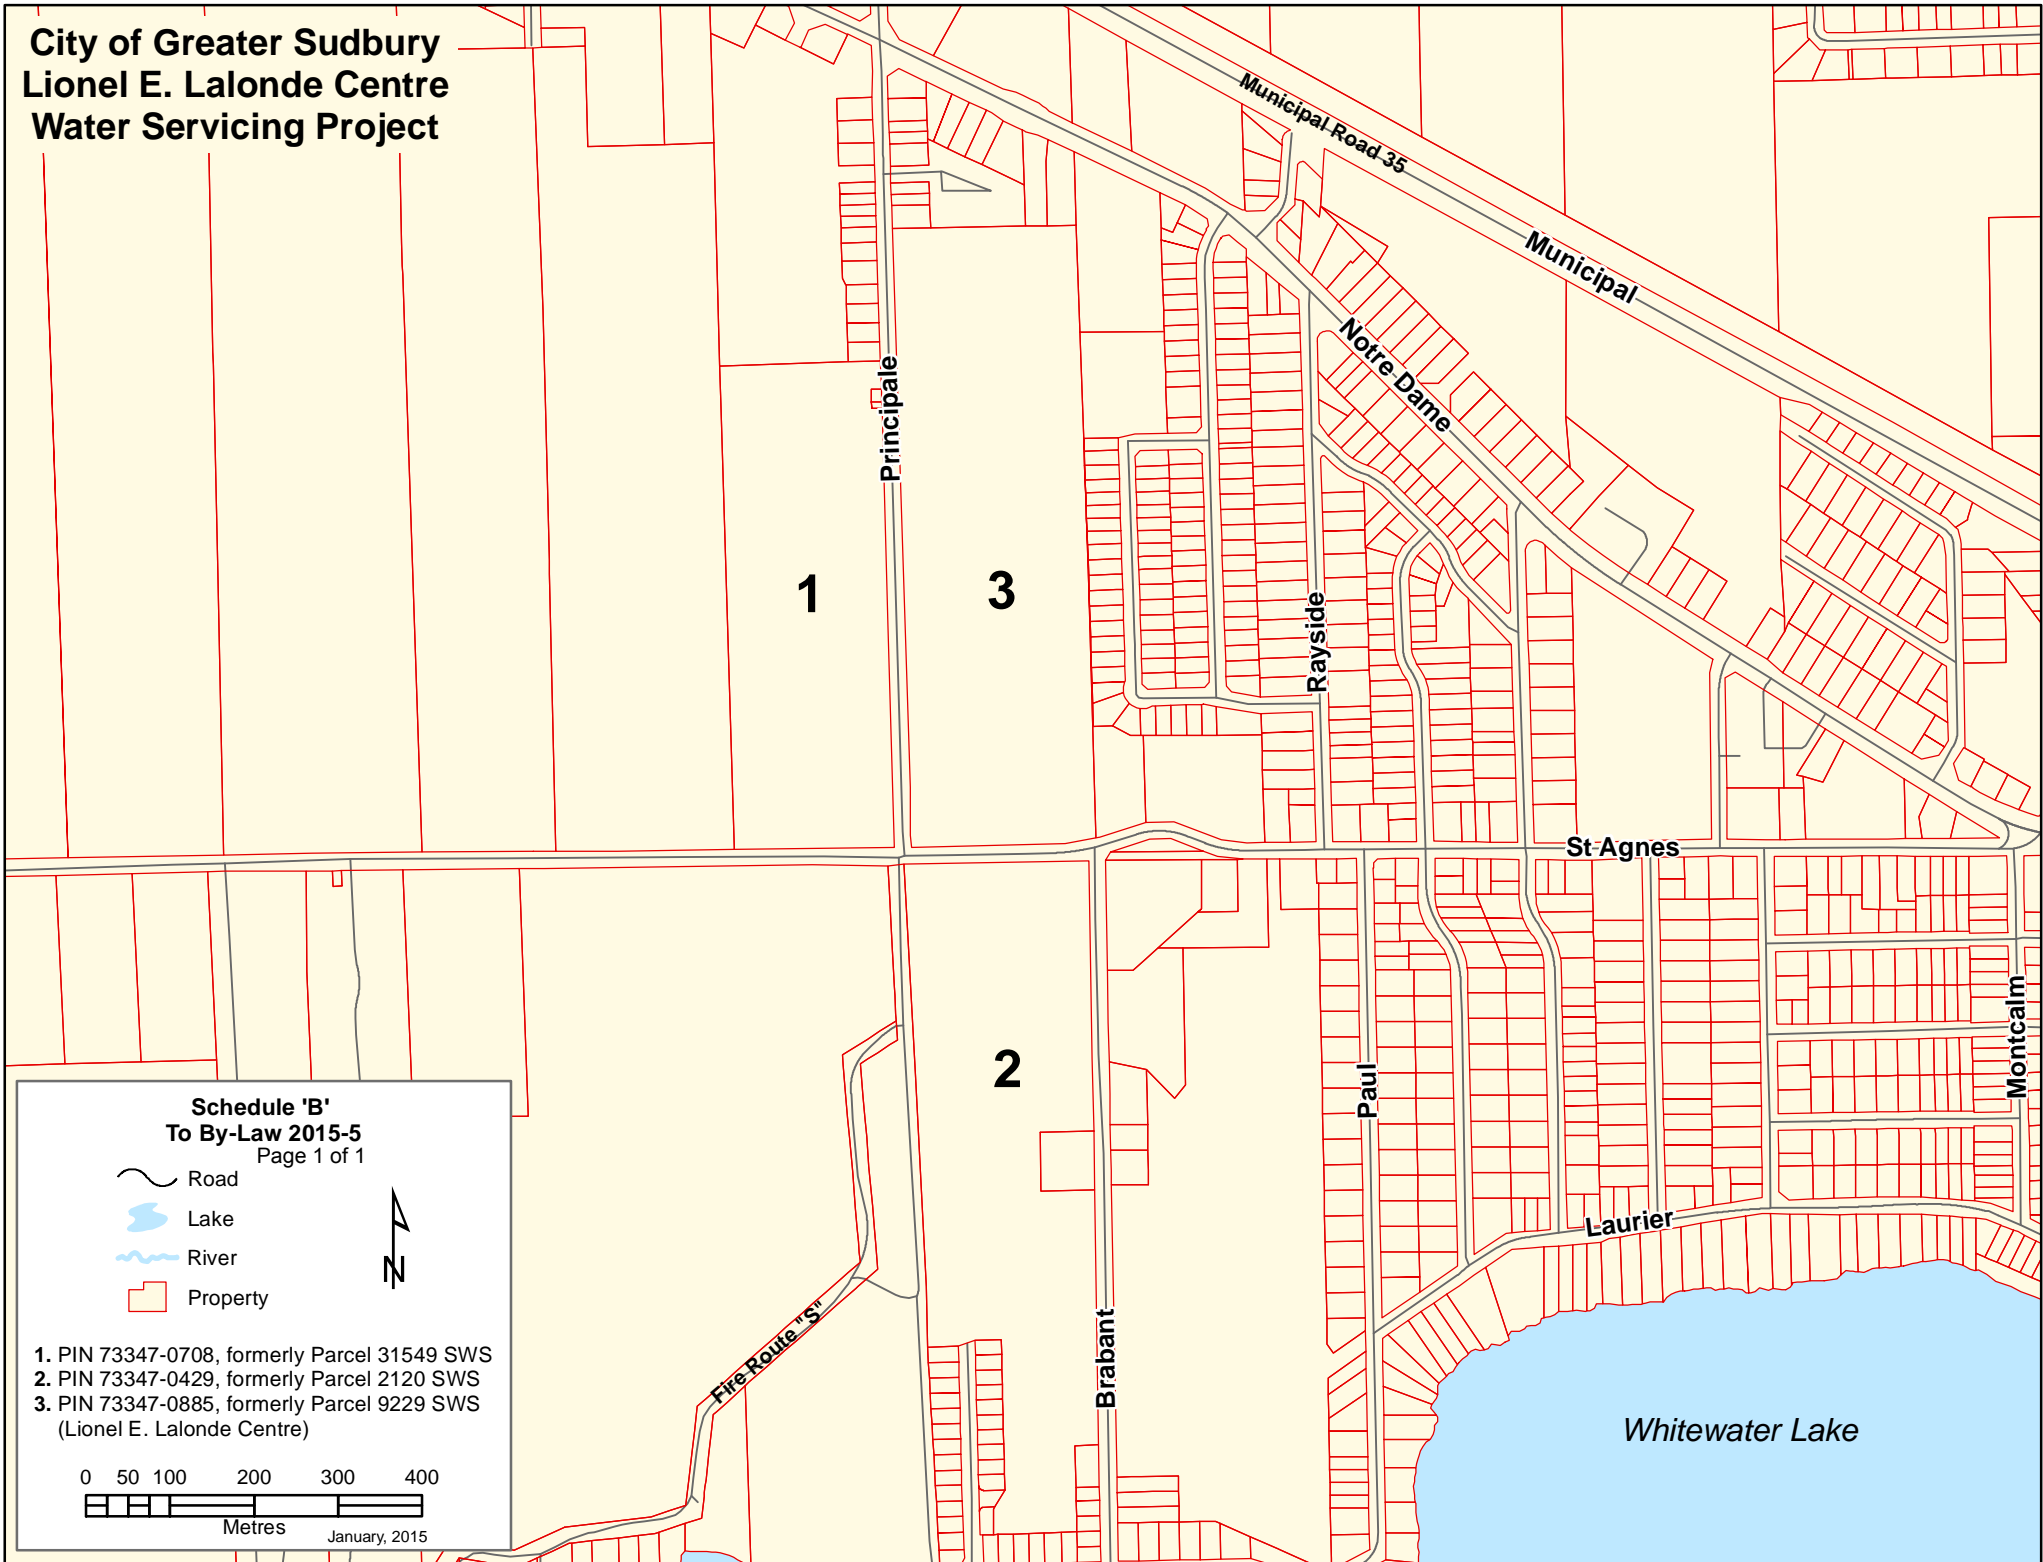 City of Greater Sudbury
Lionel E. Lalonde Centre
Water Servicing Project
Municipal Road 35
Municipal
Notre Dame
Principale
1
3
Rayside
St Agnes
2
Paul
Montcalm
Laurier
Brabant
Fire Route "S"
Whitewater Lake
Schedule 'B'
To By-Law 2015-5
Page 1 of 1
Road
Lake
River
Property
N
1. PIN 73347-0708, formerly Parcel 31549 SWS
2. PIN 73347-0429, formerly Parcel 2120 SWS
3. PIN 73347-0885, formerly Parcel 9229 SWS
(Lionel E. Lalonde Centre)
0 50 100 200 300 400
Metres
January, 2015